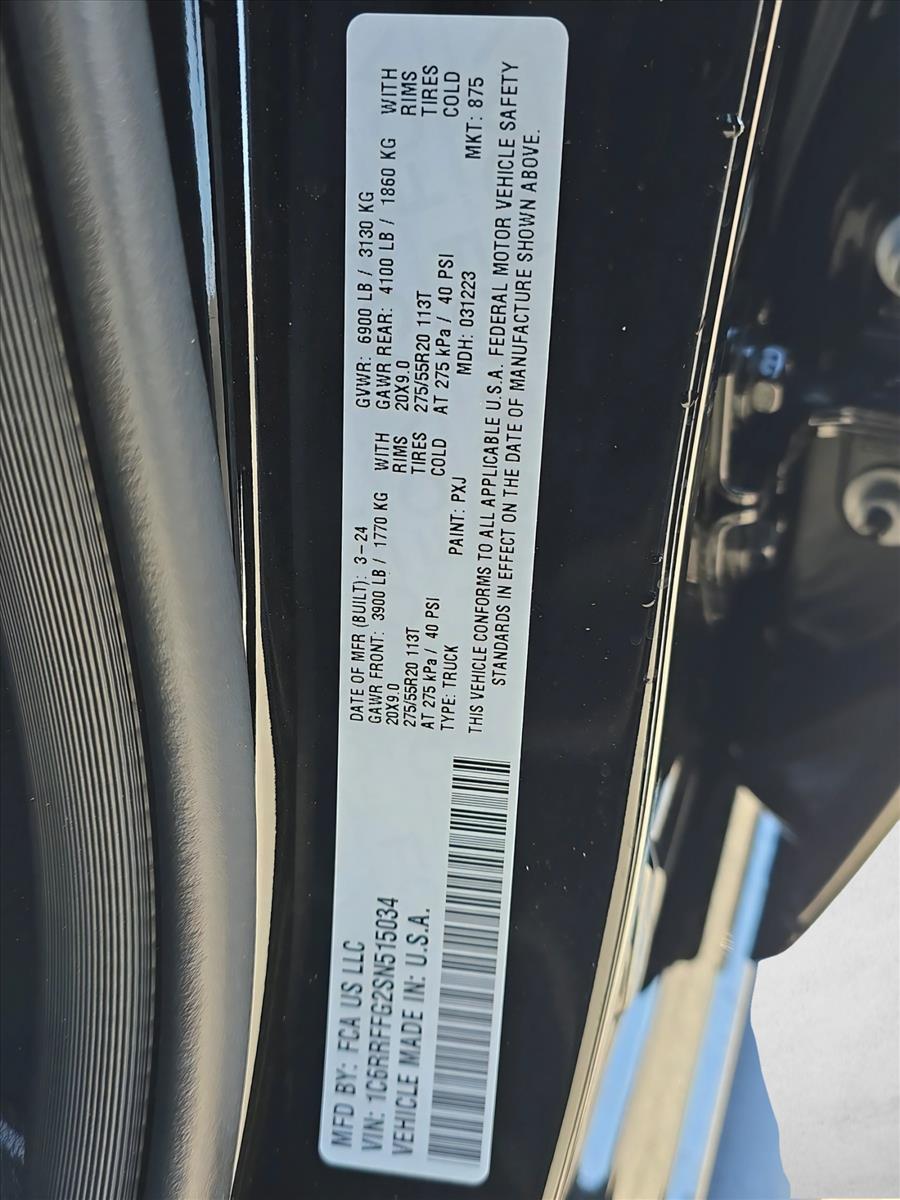 MFD BY: FCA US LLC
VIN: 1C6RRFFG2SN515034
VEHICLE MADE IN: U.S.A.
DATE OF MFR (BUILT): 3-24 GVWR: 6900 LB / 3130 KG
GAWR FRONT: 3900 LB / 1770 KG WITH GAWR REAR: 4100 LB / 1860 KG WITH
20X9.0 RIMS 20X9.0 RIMS
275/55R20 113T TIRES 275/55R20 113T TIRES
AT 275 kPa / 40 PSI COLD AT 275 kPa / 40 PSI COLD
TYPE: TRUCK PAINT: PXJ MDH: 031223 MKT: 875
THIS VEHICLE CONFORMS TO ALL APPLICABLE U.S.A. FEDERAL MOTOR VEHICLE SAFETY
STANDARDS IN EFFECT ON THE DATE OF MANUFACTURE SHOWN ABOVE.